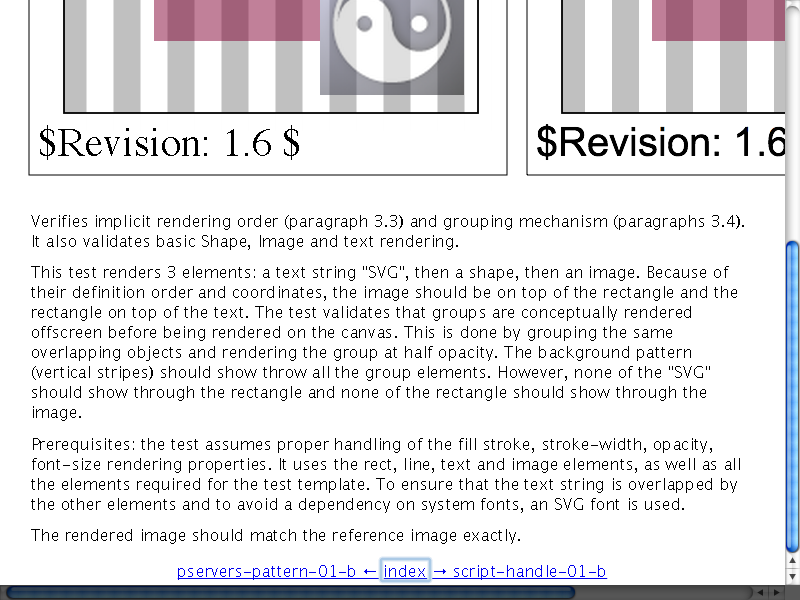 $Revision: 1.6 $
$Revision: 1.6
Verifies implicit rendering order (paragraph 3.3) and grouping mechanism (paragraphs 3.4).
It also validates basic Shape, Image and text rendering.
This test renders 3 elements: a text string "SVG", then a shape, then an image. Because of
their definition order and coordinates, the image should be on top of the rectangle and the
rectangle on top of the text. The test validates that groups are conceptually rendered
offscreen before being rendered on the canvas. This is done by grouping the same
overlapping objects and rendering the group at half opacity. The background pattern
(vertical stripes) should show throw all the group elements. However, none of the "SVG"
should show through the rectangle and none of the rectangle should show through the
image.
Prerequisites: the test assumes proper handling of the fill stroke, stroke-width, opacity,
font-size rendering properties. It uses the rect, line, text and image elements, as well as all
the elements required for the test template. To ensure that the text string is overlapped by
the other elements and to avoid a dependency on system fonts, an SVG font is used.
The rendered image should match the reference image exactly.
pservers-pattern-01-b ← index → script-handle-01-b